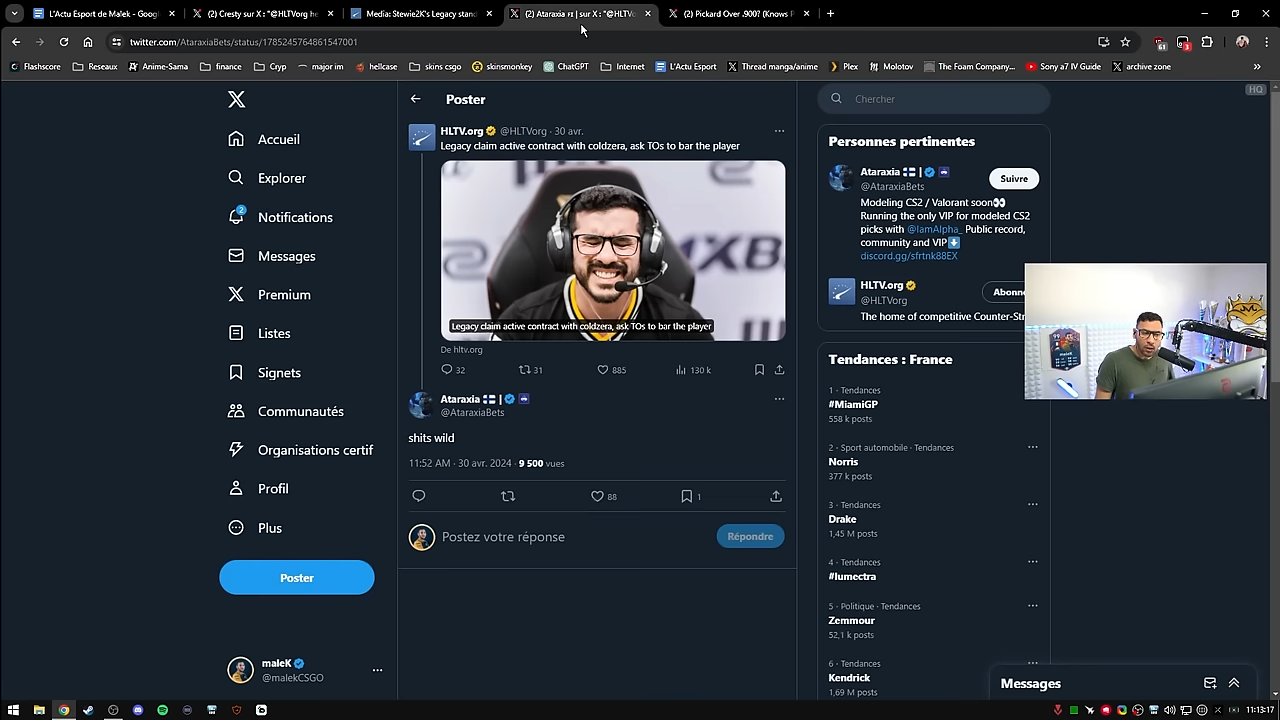 L'Actu Esport de Malek - Googl
(2) Cresty sur X : "@HLTVorg he
Media: Stewie2K's Legacy stand
(2) Ataraxia 🇫🇮 | sur X : "@HLTVo
(2) Pickard Over .900? (Knows P
twitter.com/AtaraxiaBets/status/1785245764861547001
61
3
Flashscore
Reseaux
Anime-Sama
finance
Cryp
major im
hellcase
skins csgo
skinsmonkey
ChatGPT
Internet
L'Actu Esport
Thread manga/anime
Plex
Molotov
The Foam Company...
Sony a7 IV Guide
archive zone
HQ
Accueil
Explorer
2
Notifications
Messages
Premium
Listes
Signets
Communautés
Organisations certif
Profil
Plus
Poster
maleK
@malekCSGO
Poster
HLTV.org @HLTVorg · 30 avr.
Legacy claim active contract with coldzera, ask TOs to bar the player
Legacy claim active contract with coldzera, ask TOs to bar the player
De hltv.org
32
31
885
130 k
Ataraxia 🇫🇮 |
@AtaraxiaBets
shits wild
11:52 AM · 30 avr. 2024 · 9 500 vues
88
1
Postez votre réponse
Répondre
Chercher
Personnes pertinentes
Ataraxia 🇫🇮 |
@AtaraxiaBets
Suivre
Modeling CS2 / Valorant soon👀
Running the only VIP for modeled CS2
picks with @IamAlpha_ Public record,
community and VIP⬇️
discord.gg/sfrtnk88EX
HLTV.org
@HLTVorg
Abonn
The home of competitive Counter-Str
Tendances : France
1 · Tendances
#MiamiGP
558 k posts
2 · Sport automobile · Tendances
Norris
377 k posts
3 · Tendances
Drake
1,45 M posts
4 · Tendances
#lumectra
5 · Politique · Tendances
Zemmour
52,1 k posts
6 · Tendances
Kendrick
1,69 M posts
Messages
11:13:17